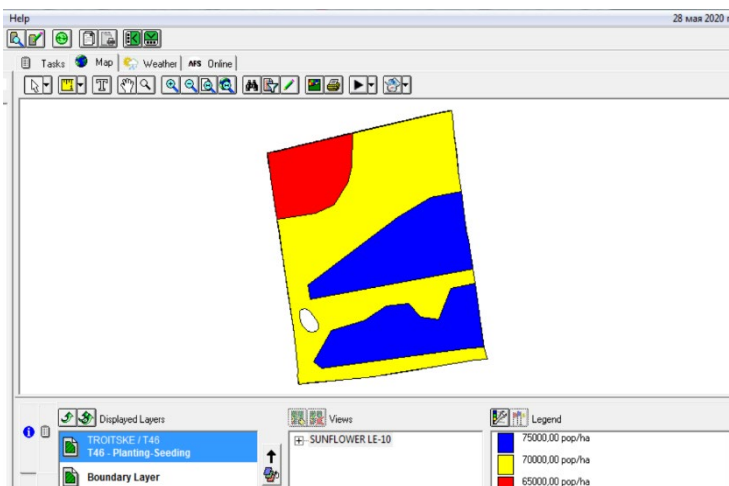 Help
28 мая 2020 г
Tasks Map Weather AFS Online
Displayed Layers
TROITSKE / T46
T46 - Planting-Seeding
Boundary Layer
Views
SUNFLOWER LE-10
Legend
75000,00 pop/ha
70000,00 pop/ha
65000,00 pop/ha